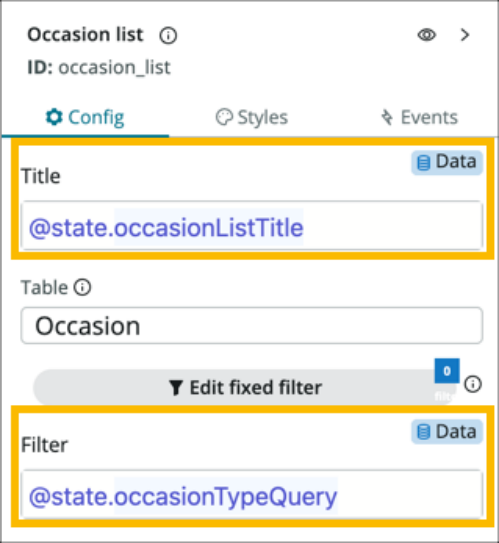 Occasion list
ID: occasion_list
Config Styles Events
Data
Title
@state.occasionListTitle
Table
Occasion
0
Edit fixed filter
Data
Filter
@state.occasionTypeQuery